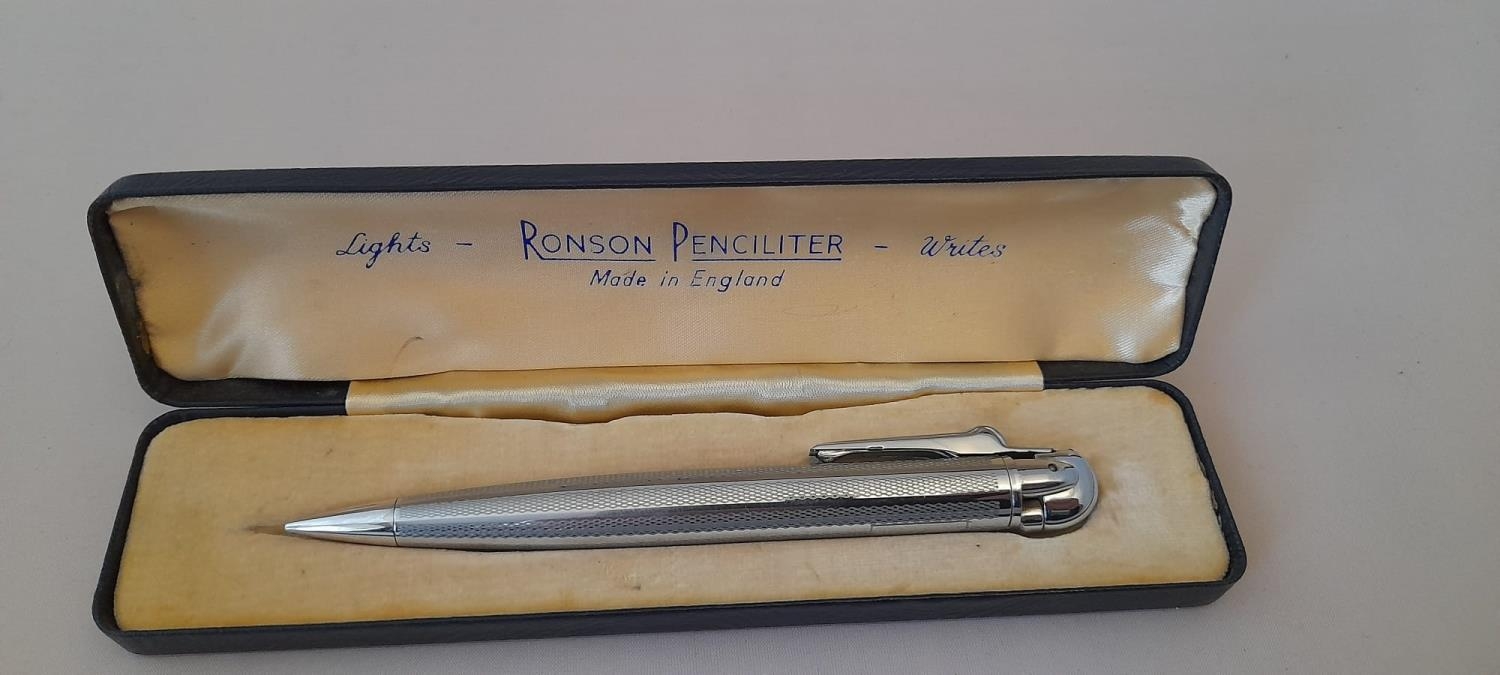 Lights - RONSON PENCILITER - Writes
Made in England